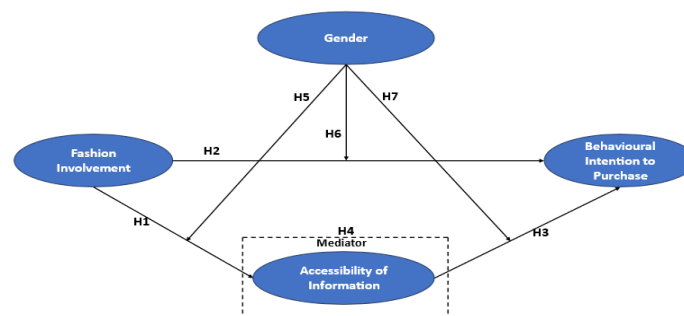 Gender
H5
H7
H6
H2
Fashion
Involvement
Behavioural
Intention to
Purchase
H1
H4
H3
Mediator
Accessibility of
Information